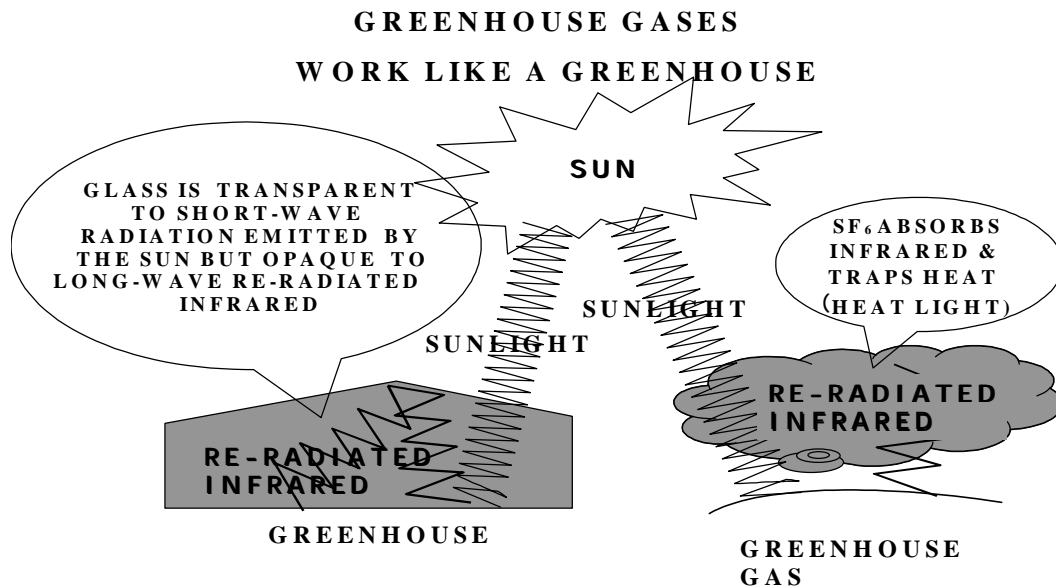 GREENHOUSE GASES
WORK LIKE A GREENHOUSE
SUN
GLASS IS TRANSPARENT
TO SHORT-WAVE
RADIATION EMITTED BY
THE SUN BUT OPAQUE TO
LONG-WAVE RE-RADIATED
INFRARED
SF₆ ABSORBS
INFRARED &
TRAPS HEAT
(HEAT LIGHT)
SUNLIGHT
SUNLIGHT
RE-RADIATED
INFRARED
RE-RADIATED
INFRARED
GREENHOUSE
GREENHOUSE
GAS